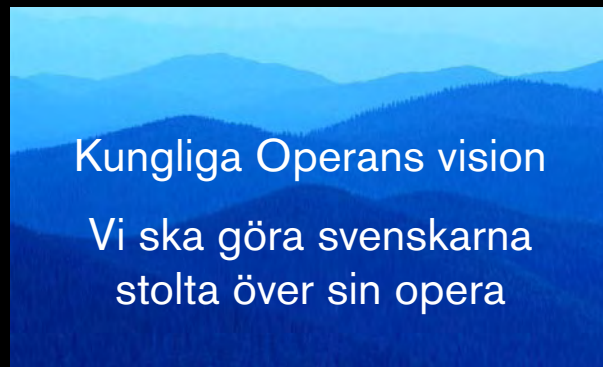 Kungliga Operans vision
Vi ska göra svenskarna
stolta över sin opera